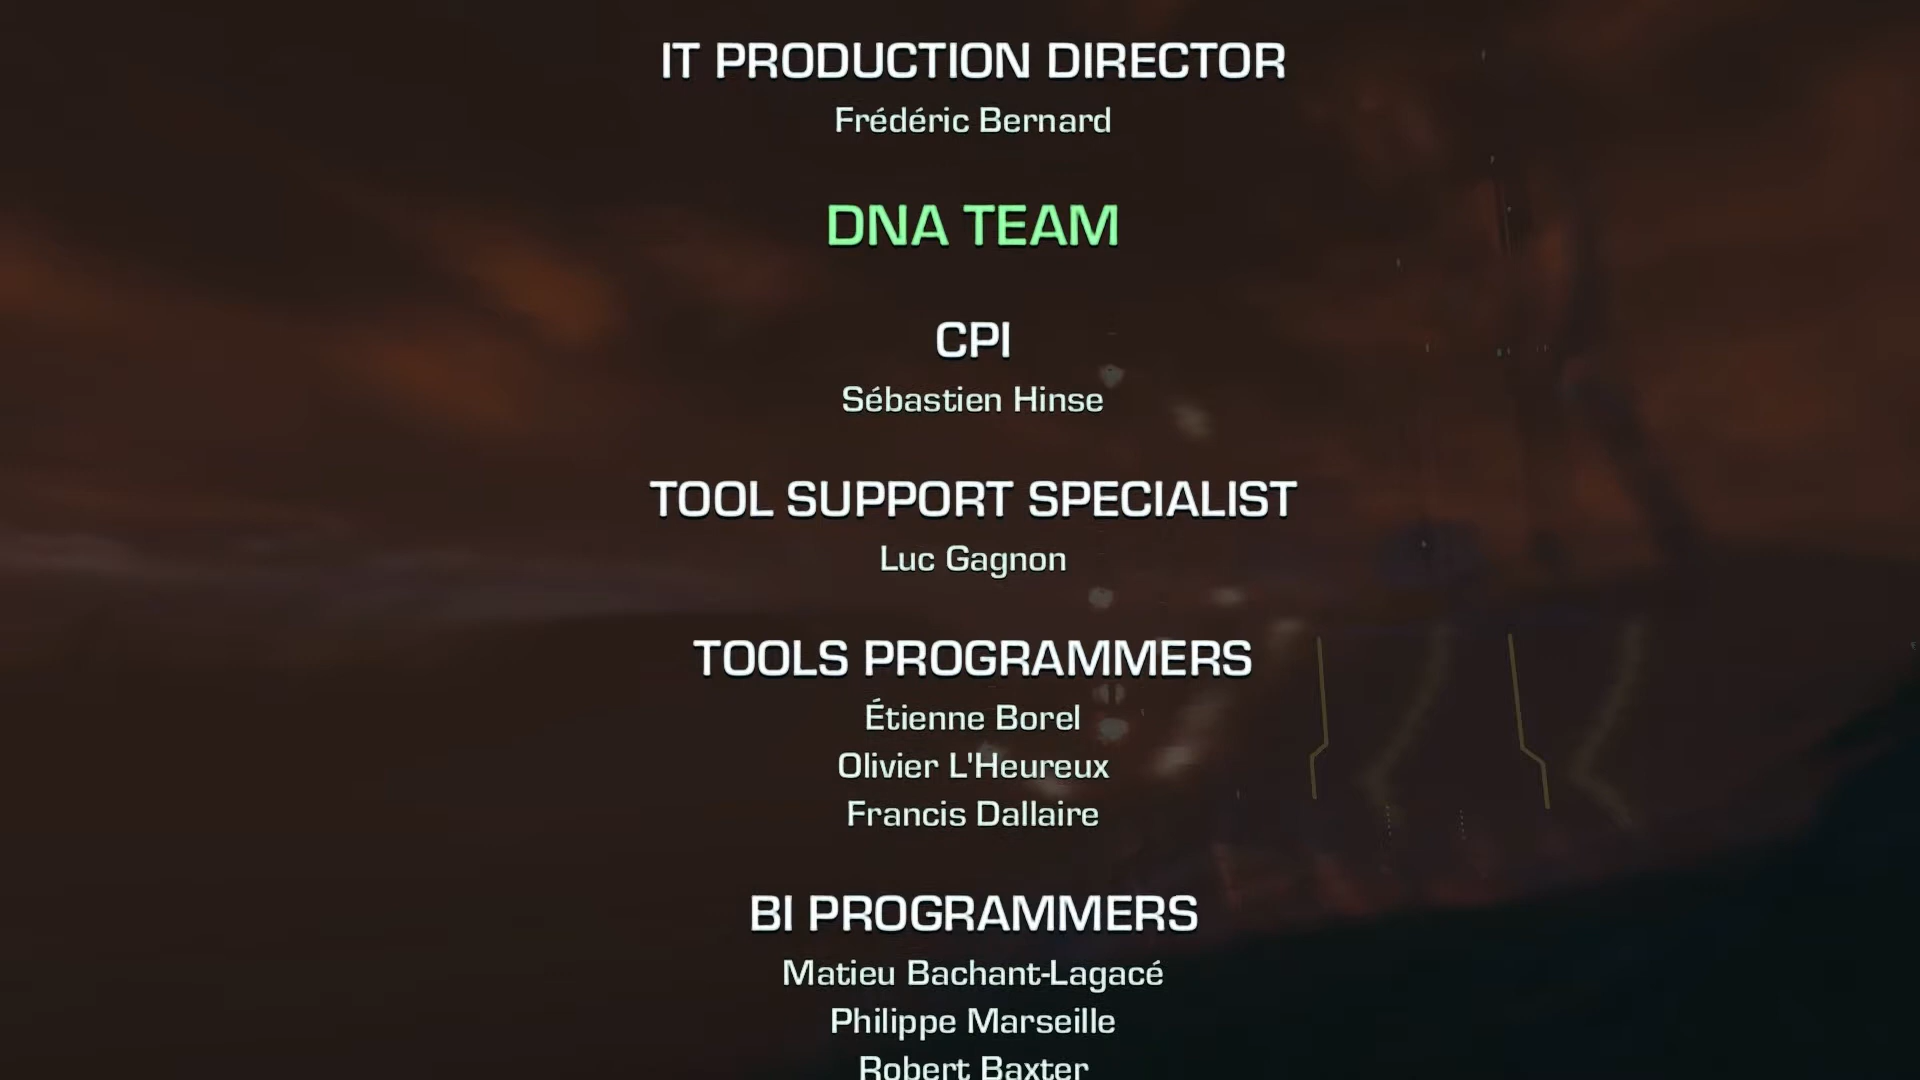 IT PRODUCTION DIRECTOR
Frédéric Bernard
DNA TEAM
CPI
Sébastien Hinse
TOOL SUPPORT SPECIALIST
Luc Gagnon
TOOLS PROGRAMMERS
Étienne Borel
Olivier L'Heureux
Francis Dallaire
BI PROGRAMMERS
Matieu Bachant-Lagacé
Philippe Marseille
Robert Baxter